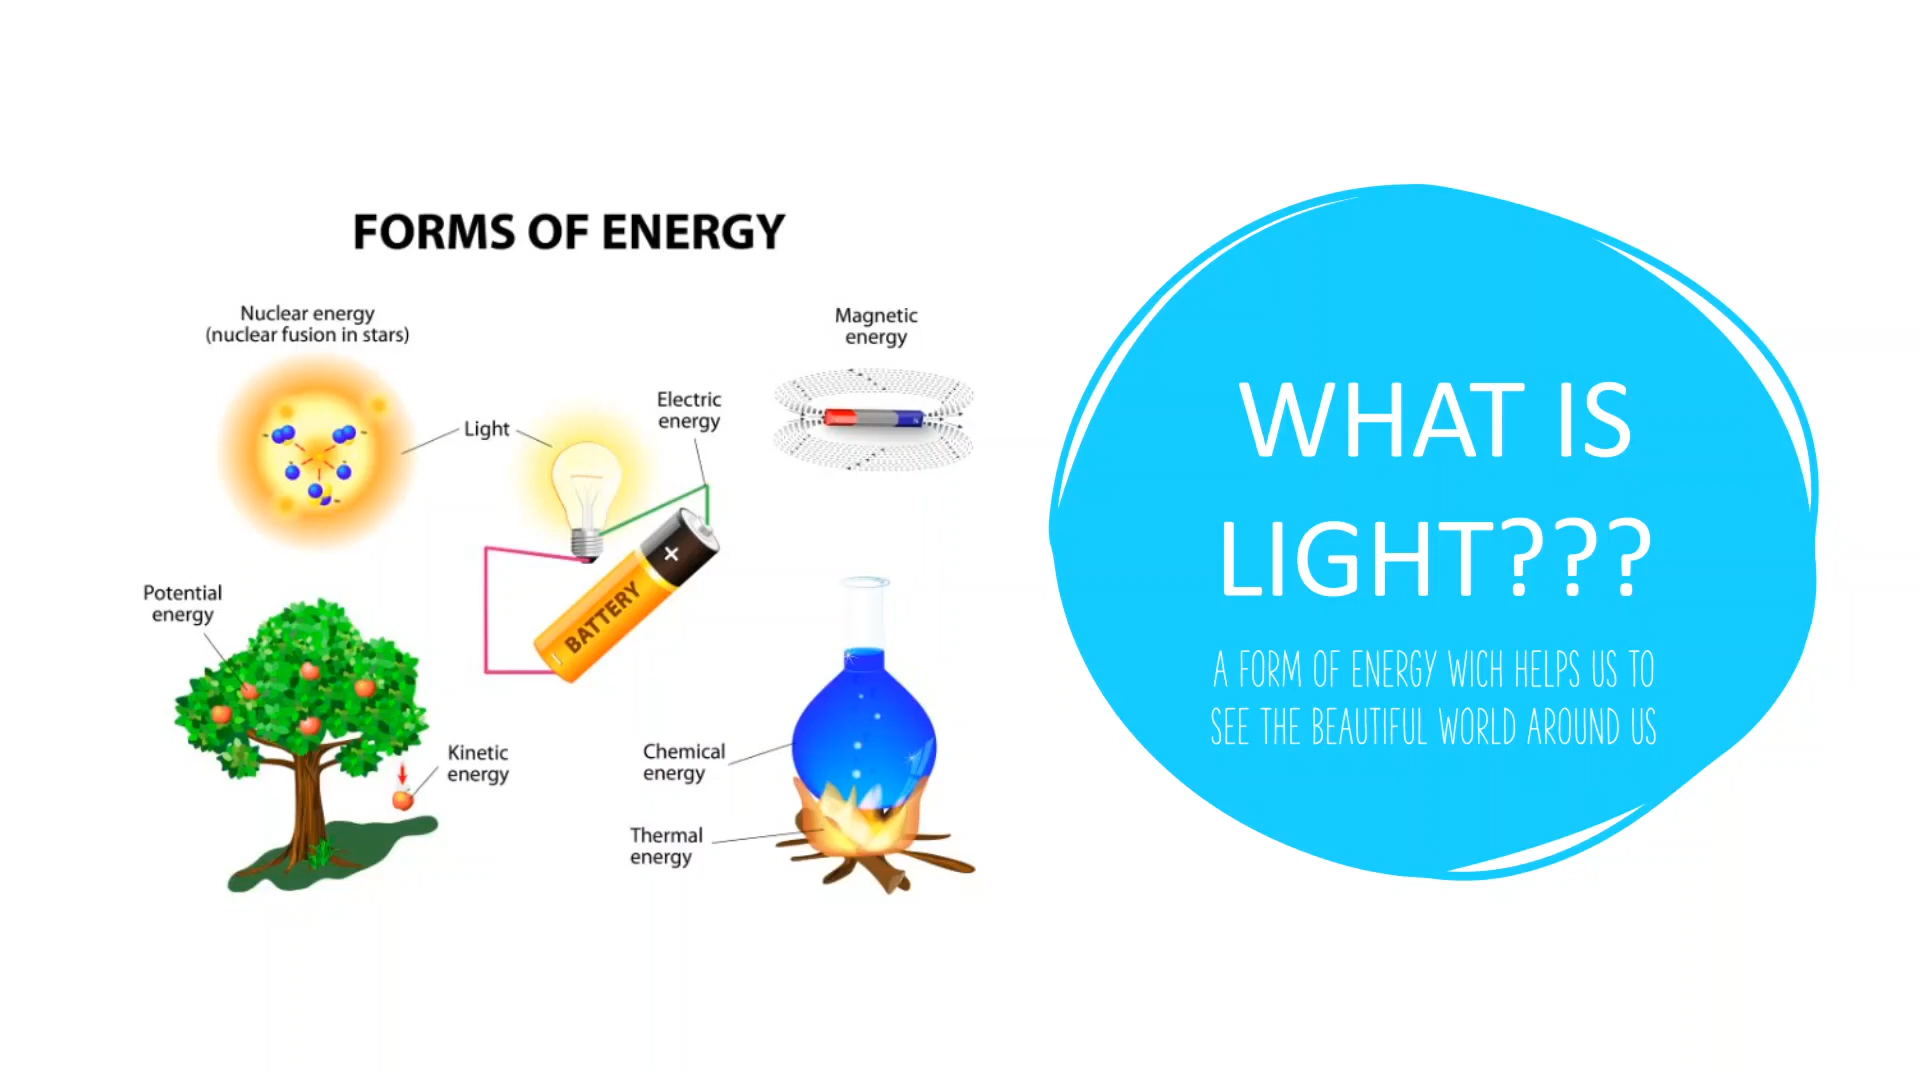 FORMS OF ENERGY
Nuclear energy
(nuclear fusion in stars)
Magnetic
energy
Electric
energy
Light
Potential
energy
BATTERY
+
Kinetic
energy
Chemical
energy
Thermal
energy
WHAT IS
LIGHT???
A FORM OF ENERGY WICH HELPS US TO
SEE THE BEAUTIFUL WORLD AROUND US